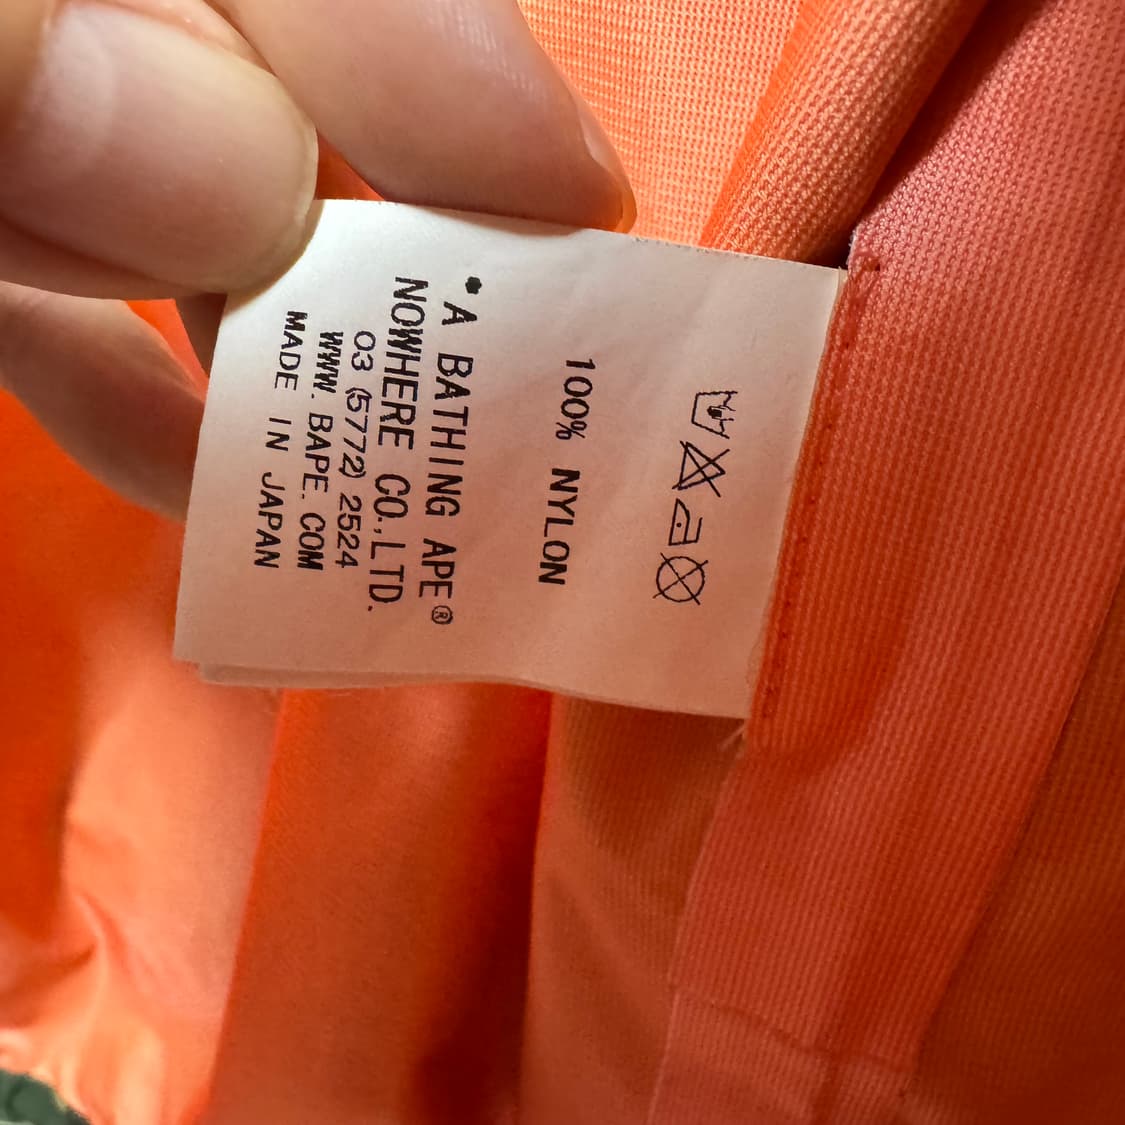 100% NYLON
•A BATHING APE®
NOWHERE CO.,LTD.
03 (5772) 2524
WWW.BAPE.COM
MADE IN JAPAN